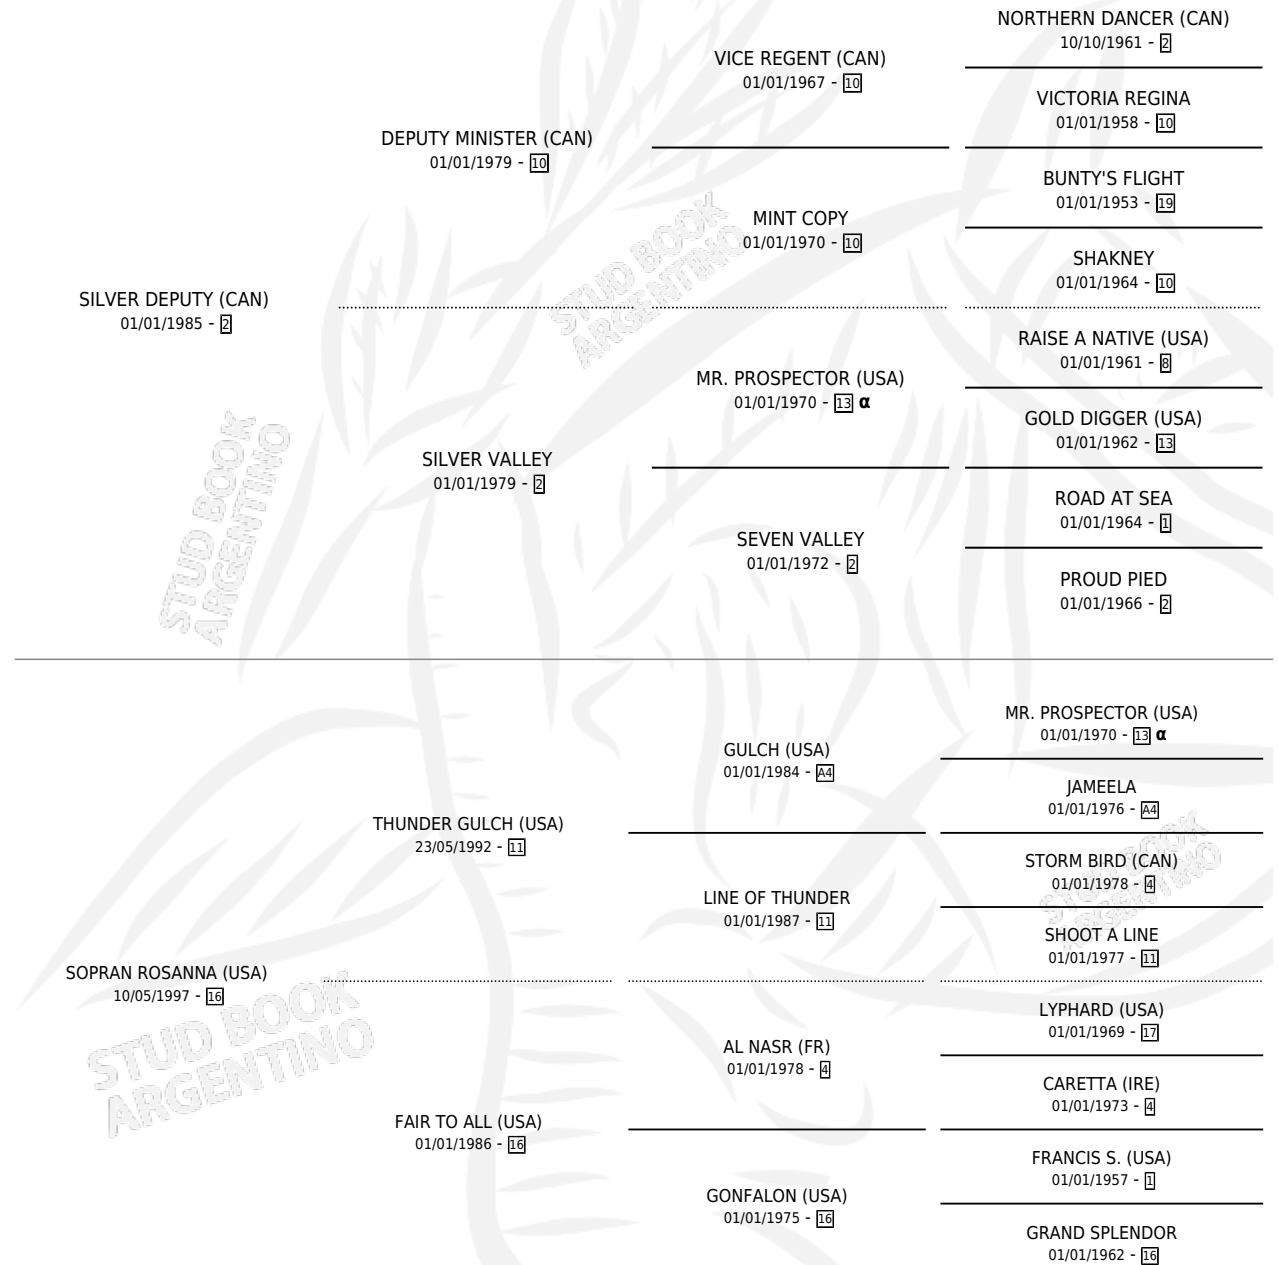 NORTHERN DANCER (CAN)
10/10/1961 - 2
VICE REGENT (CAN)
01/01/1967 - 10
VICTORIA REGINA
01/01/1958 - 10
DEPUTY MINISTER (CAN)
01/01/1979 - 10
BUNTY'S FLIGHT
01/01/1953 - 19
MINT COPY
01/01/1970 - 10
SHAKNEY
01/01/1964 - 10
SILVER DEPUTY (CAN)
01/01/1985 - 2
RAISE A NATIVE (USA)
01/01/1961 - 8
MR. PROSPECTOR (USA)
01/01/1970 - 13 α
GOLD DIGGER (USA)
01/01/1962 - 13
SILVER VALLEY
01/01/1979 - 2
ROAD AT SEA
01/01/1964 - 1
SEVEN VALLEY
01/01/1972 - 2
PROUD PIED
01/01/1966 - 2
MR. PROSPECTOR (USA)
01/01/1970 - 13 α
GULCH (USA)
01/01/1984 - A4
JAMEELA
01/01/1976 - A4
THUNDER GULCH (USA)
23/05/1992 - 11
STORM BIRD (CAN)
01/01/1978 - 4
LINE OF THUNDER
01/01/1987 - 11
SHOOT A LINE
01/01/1977 - 11
SOPRAN ROSANNA (USA)
10/05/1997 - 16
LYPHARD (USA)
01/01/1969 - 17
AL NASR (FR)
01/01/1978 - 4
CARETTA (IRE)
01/01/1973 - 4
FAIR TO ALL (USA)
01/01/1986 - 16
FRANCIS S. (USA)
01/01/1957 - 1
GONFALON (USA)
01/01/1975 - 16
GRAND SPLENDOR
01/01/1962 - 16
STUD BOOK
ARGENTINO
STUD BOOK
ARGENTINO
STUD BOOK
ARGENTINO
STUD BOOK
ARGENTINO